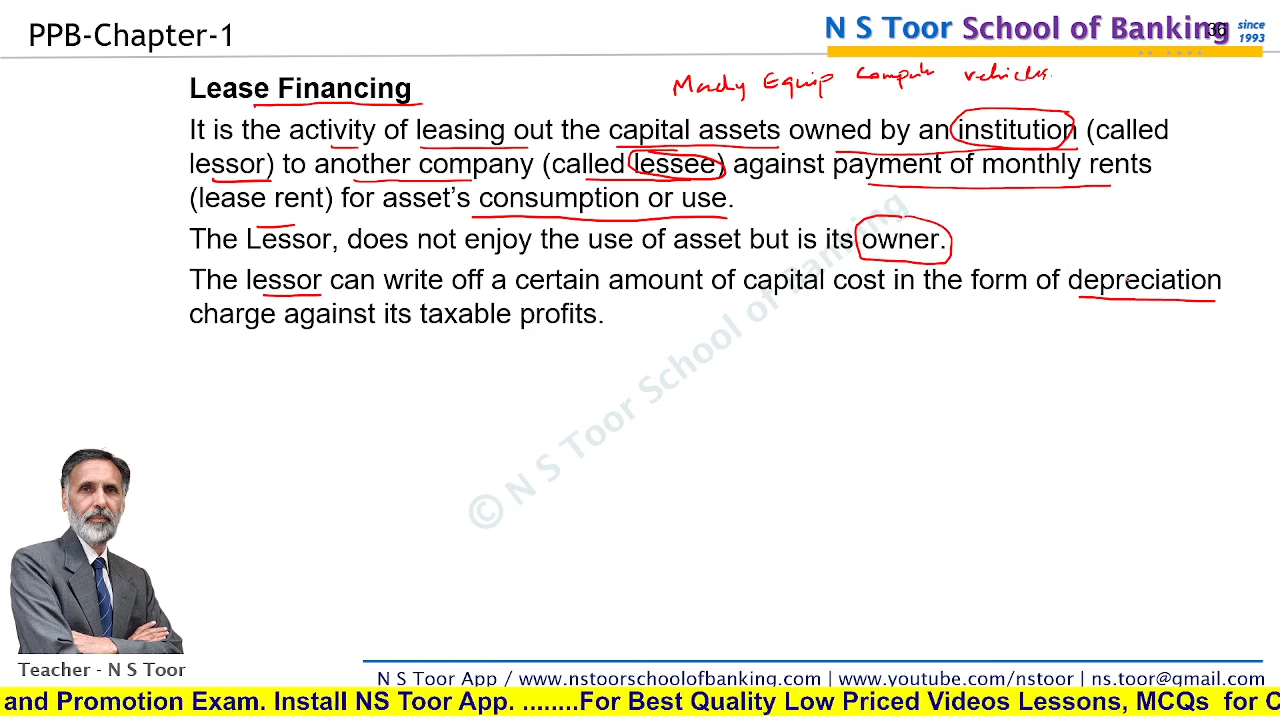 PPB-Chapter-1
N S Toor School of Banking
36
since
1993
Machy Equip Compute vehicles.
Lease Financing
It is the activity of leasing out the capital assets owned by an institution (called
lessor) to another company (called lessee) against payment of monthly rents
(lease rent) for asset's consumption or use.
The Lessor, does not enjoy the use of asset but is its owner.
The lessor can write off a certain amount of capital cost in the form of depreciation
charge against its taxable profits.
© N S Toor School of Banking
Teacher - N S Toor
N S Toor App / www.nstoorschoolofbanking.com | www.youtube.com/nstoor | ns.toor@gmail.com
and Promotion Exam. Install NS Toor App. ........For Best Quality Low Priced Videos Lessons, MCQs for C